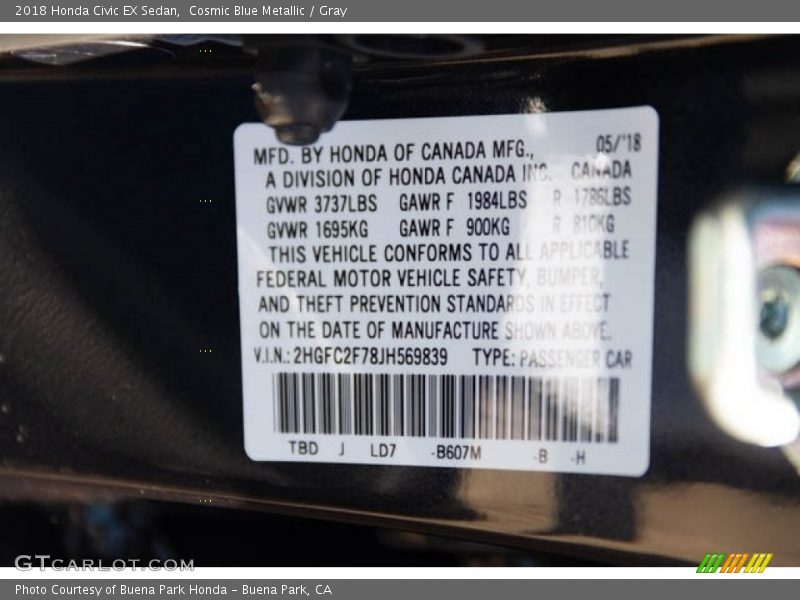 2018 Honda Civic EX Sedan,  Cosmic Blue Metallic / Gray
MFD. BY HONDA OF CANADA MFG., 05/'18
A DIVISION OF HONDA CANADA INC. CANADA
GVWR 3737LBS GAWR F 1984LBS R 1786LBS
GVWR 1695KG GAWR F 900KG R 810KG
THIS VEHICLE CONFORMS TO ALL APPLICABLE
FEDERAL MOTOR VEHICLE SAFETY, BUMPER,
AND THEFT PREVENTION STANDARDS IN EFFECT
ON THE DATE OF MANUFACTURE SHOWN ABOVE.
V.I.N.: 2HGFC2F78JH569839 TYPE: PASSENGER CAR
TBD J LD7 -B607M -B -H
GTCARLOT.COM
Photo Courtesy of Buena Park Honda – Buena Park, CA